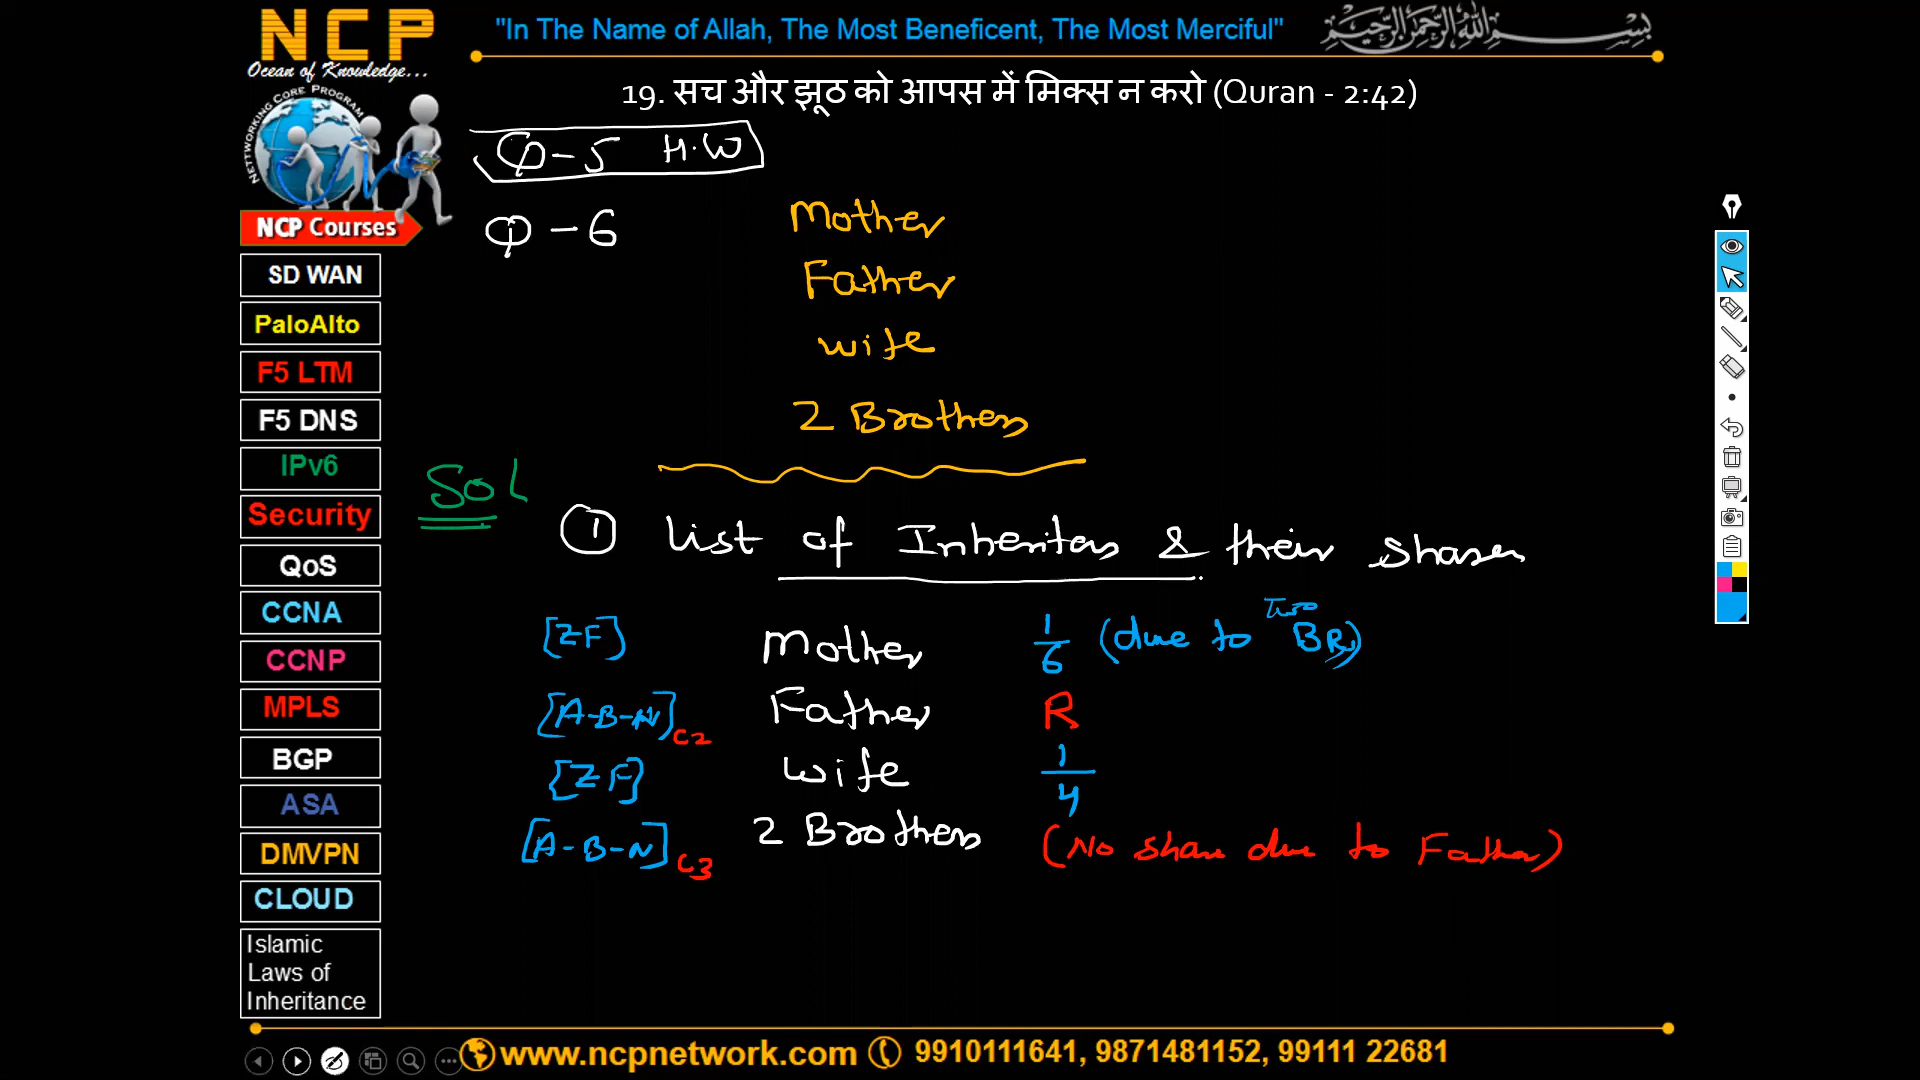 NCP
Ocean of Knowledge...
"In The Name of Allah, The Most Beneficent, The Most Merciful"
بسم الله الرحمن الرحيم
19. सच और झूठ को आपस में मिक्स न करो (Quran - 2:42)
NETTWORKING CORE PROGRAM
NCP Courses
SD WAN
PaloAlto
F5 LTM
F5 DNS
IPv6
Security
QoS
CCNA
CCNP
MPLS
BGP
ASA
DMVPN
CLOUD
Islamic
Laws of
Inheritance
Q-5 H.W
Q-6
Mother
Father
wife
2 Brothers
Sol
① List of Inheritors & their shares
[ZF] Mother 1/6 (due to Two BR)
[A-B-N] C2 Father R
[ZF] wife 1/4
[A-B-N] C3 2 Brothers (No share due to Father)
www.ncpnetwork.com 9910111641, 9871481152, 99111 22681